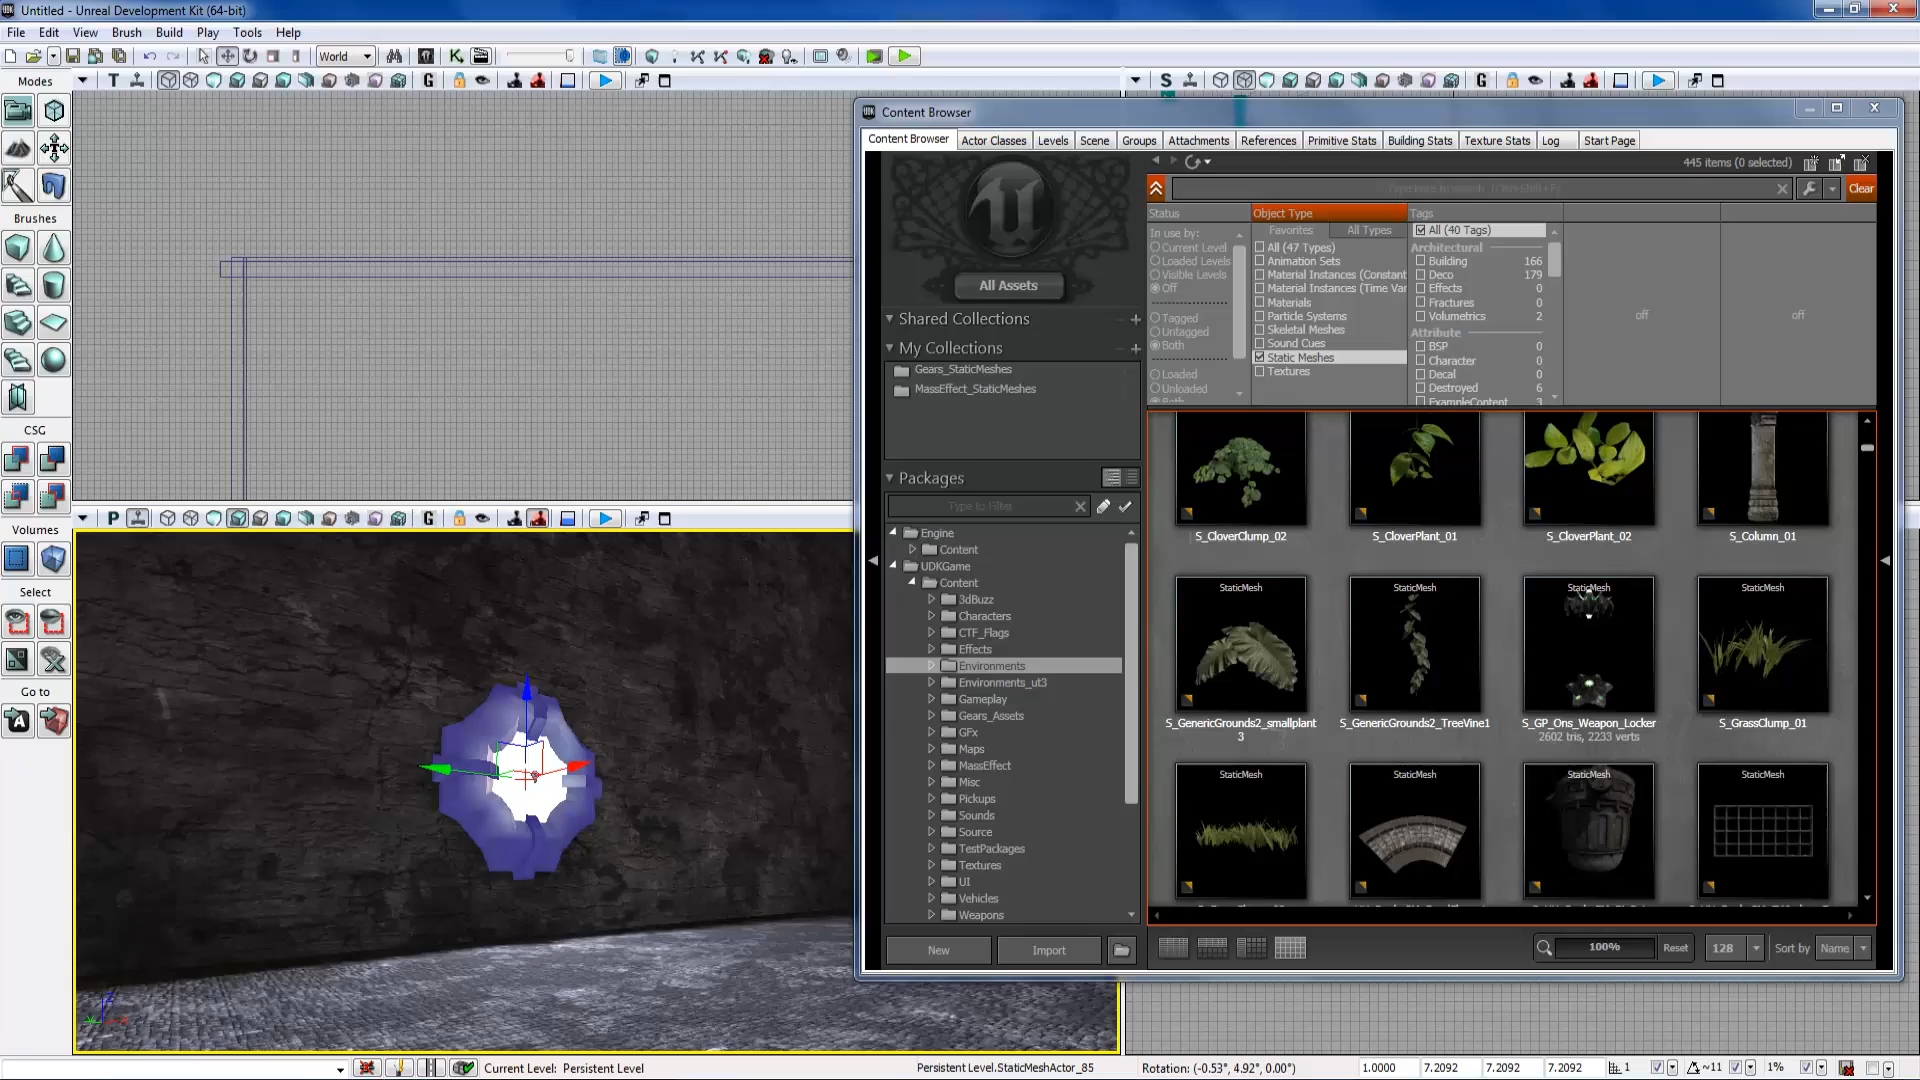 Untitled - Unreal Development Kit (64-bit)
File Edit View Brush Build Play Tools Help
World
Modes
T
G
S
G
Content Browser
Content Browser Actor Classes Levels Scene Groups Attachments References Primitive Stats Building Stats Texture Stats Log Start Page
445 items (0 selected)
Clear
Status
Object Type
Tags
In use by:
Current Level
Loaded Levels
Visible Levels
Off
Tagged
Untagged
Both
Loaded
Unloaded
Both
Favorites All Types
All (47 Types)
Animation Sets
Material Instances (Constant
Material Instances (Time Var
Materials
Particle Systems
Skeletal Meshes
Sound Cues
Static Meshes
Textures
All (40 Tags)
Architectural
Building 166
Deco 179
Effects 0
Fractures 0
Volumetrics 2
Attribute
BSP 0
Character 0
Decal 0
Destroyed 6
ExampleContent 3
off
off
All Assets
Shared Collections
My Collections
Gears_StaticMeshes
MassEffect_StaticMeshes
Packages
Type to Filter
Engine
Content
UDKGame
Content
3dBuzz
Characters
CTF_Flags
Effects
Environments
Environments_ut3
Gameplay
Gears_Assets
GFx
Maps
MassEffect
Misc
Pickups
Sounds
Source
TestPackages
Textures
UI
Vehicles
Weapons
New
Import
S_CloverClump_02
S_CloverPlant_01
S_CloverPlant_02
S_Column_01
StaticMesh
StaticMesh
StaticMesh
StaticMesh
S_GenericGrounds2_smallplant
3
S_GenericGrounds2_TreeVine1
S_GP_Ons_Weapon_Locker
2602 tris, 2233 verts
S_GrassClump_01
StaticMesh
StaticMesh
StaticMesh
StaticMesh
100%
Reset
128
Sort by
Name
Brushes
CSG
Volumes
Select
Go to
P
G
Current Level: Persistent Level
Persistent Level.StaticMeshActor_85
Rotation: (-0.53°, 4.92°, 0.00°)
1.0000
7.2092
7.2092
7.2092
1
~11
1%